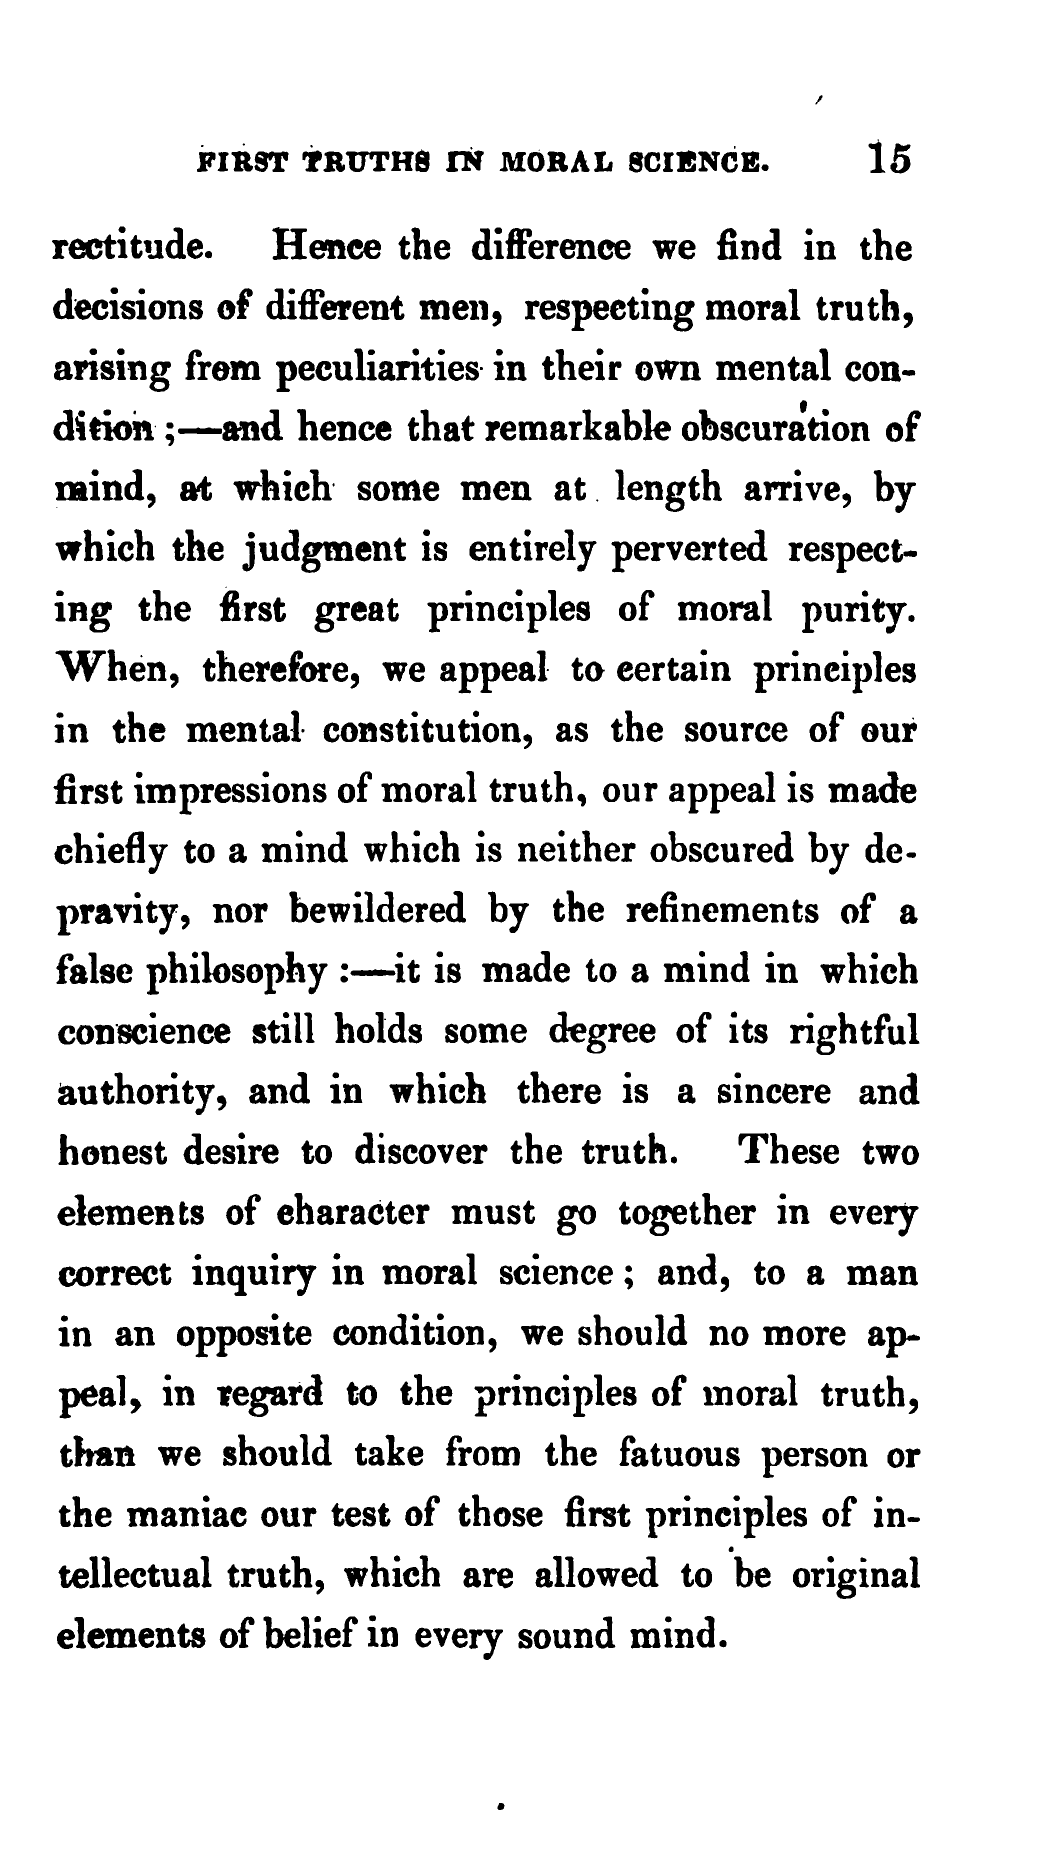 FIRST TRUTHS IN MORAL SCIENCE. 15
rectitude. Hence the difference we find in the
decisions of different men, respecting moral truth,
arising from peculiarities in their own mental con-
dition ;—and hence that remarkable obscuration of
mind, at which some men at length arrive, by
which the judgment is entirely perverted respect-
ing the first great principles of moral purity.
When, therefore, we appeal to certain principles
in the mental constitution, as the source of our
first impressions of moral truth, our appeal is made
chiefly to a mind which is neither obscured by de-
pravity, nor bewildered by the refinements of a
false philosophy :—it is made to a mind in which
conscience still holds some degree of its rightful
authority, and in which there is a sincere and
honest desire to discover the truth. These two
elements of character must go together in every
correct inquiry in moral science ; and, to a man
in an opposite condition, we should no more ap-
peal, in regard to the principles of moral truth,
than we should take from the fatuous person or
the maniac our test of those first principles of in-
tellectual truth, which are allowed to be original
elements of belief in every sound mind.